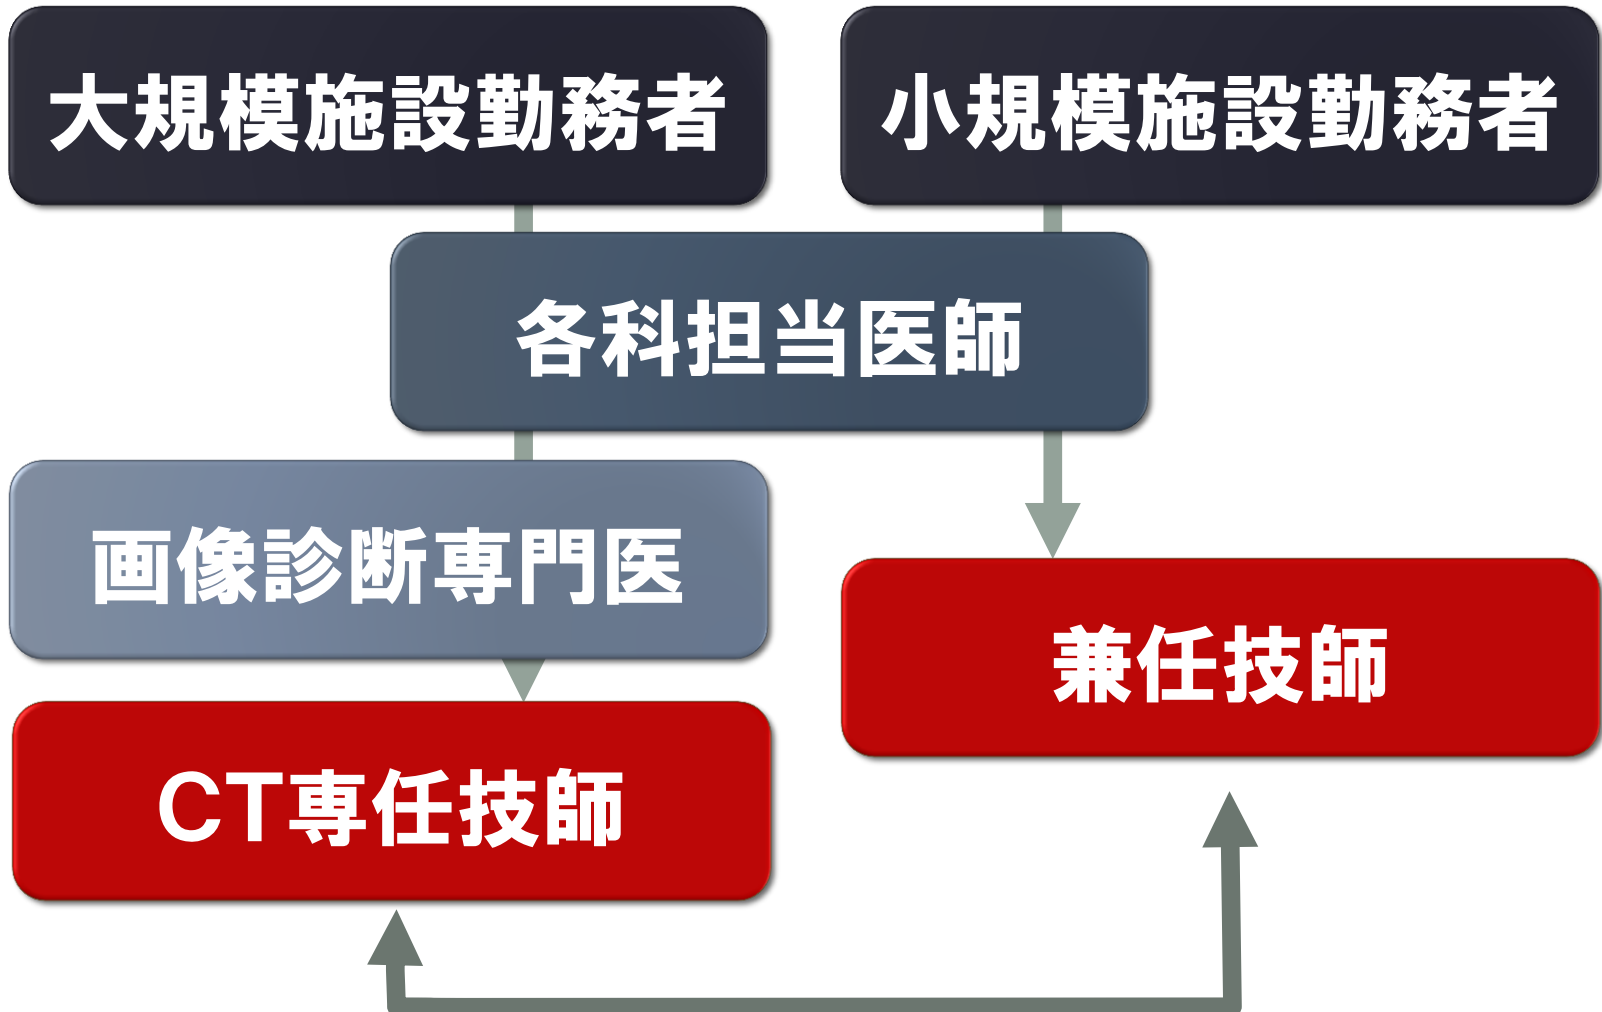 大規模施設勤務者
小規模施設勤務者
各科担当医師
画像診断専門医
兼任技師
CT専任技師